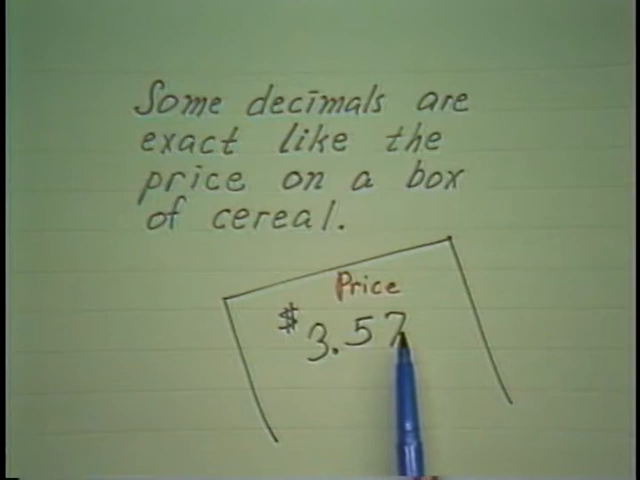 Some decimals are
exact like the
price on a box
of cereal.
Price
$3.57